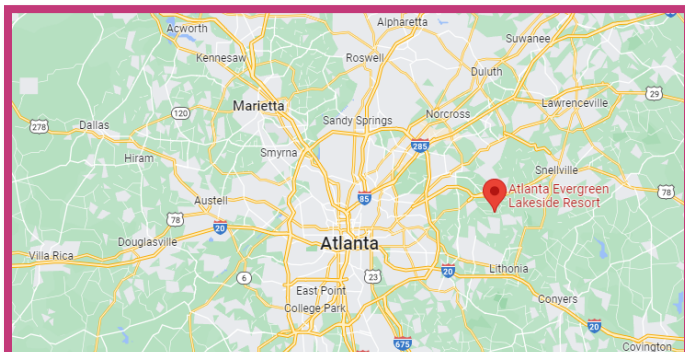 Alpharetta
Acworth
Suwanee
Kennesaw
Roswell
Duluth
29
Marietta
120
Norcross
Lawrenceville
278
Dallas
Sandy Springs
285
Hiram
Smyrna
Snellville
Austell
85
Atlanta Evergreen
Lakeside Resort
78
78
20
Douglasville
Atlanta
Villa Rica
6
23
20
Lithonia
East Point
College Park
Conyers
20
675
Covington